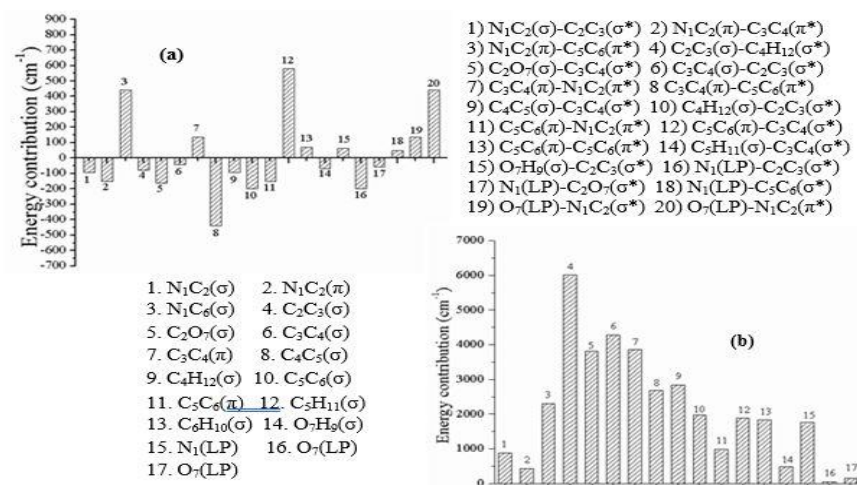 (a)
Energy contribution (cm⁻¹)
900
800
700
600
500
400
300
200
100
0
-100
-200
-300
-400
-500
-600
-700
1
2
3
4
5
6
7
8
9
10
11
12
13
14
15
16
17
18
19
20
1) N₁C₂(σ)-C₂C₃(σ*) 2) N₁C₂(π)-C₃C₄(π*)
3) N₁C₂(π)-C₅C₆(π*) 4) C₂C₃(σ)-C₄H₁₂(σ*)
5) C₂O₇(σ)-C₃C₄(σ*) 6) C₃C₄(σ)-C₂C₃(σ*)
7) C₃C₄(π)-N₁C₂(π*) 8 C₃C₄(π)-C₅C₆(π*)
9) C₄C₅(σ)-C₃C₄(σ*) 10) C₄H₁₂(σ)-C₂C₃(σ*)
11) C₅C₆(π)-N₁C₂(π*) 12) C₅C₆(π)-C₃C₄(σ*)
13) C₅C₆(π)-C₅C₆(π*) 14) C₅H₁₁(σ)-C₃C₄(σ*)
15) O₇H₉(σ)-C₂C₃(σ*) 16) N₁(LP)-C₂C₃(σ*)
17) N₁(LP)-C₂O₇(σ*) 18) N₁(LP)-C₅C₆(σ*)
19) O₇(LP)-N₁C₂(σ*) 20) O₇(LP)-N₁C₂(π*)
1. N₁C₂(σ) 2. N₁C₂(π)
3. N₁C₆(σ) 4. C₂C₃(σ)
5. C₂O₇(σ) 6. C₃C₄(σ)
7. C₃C₄(π) 8. C₄C₅(σ)
9. C₄H₁₂(σ) 10. C₅C₆(σ)
11. C₅C₆(π) 12. C₅H₁₁(σ)
13. C₆H₁₀(σ) 14. O₇H₉(σ)
15. N₁(LP) 16. O₇(LP)
17. O₇(LP)
(b)
Energy contribution (cm⁻¹)
7000
6000
5000
4000
3000
2000
1000
0
1
2
3
4
5
6
7
8
9
10
11
12
13
14
15
16
17